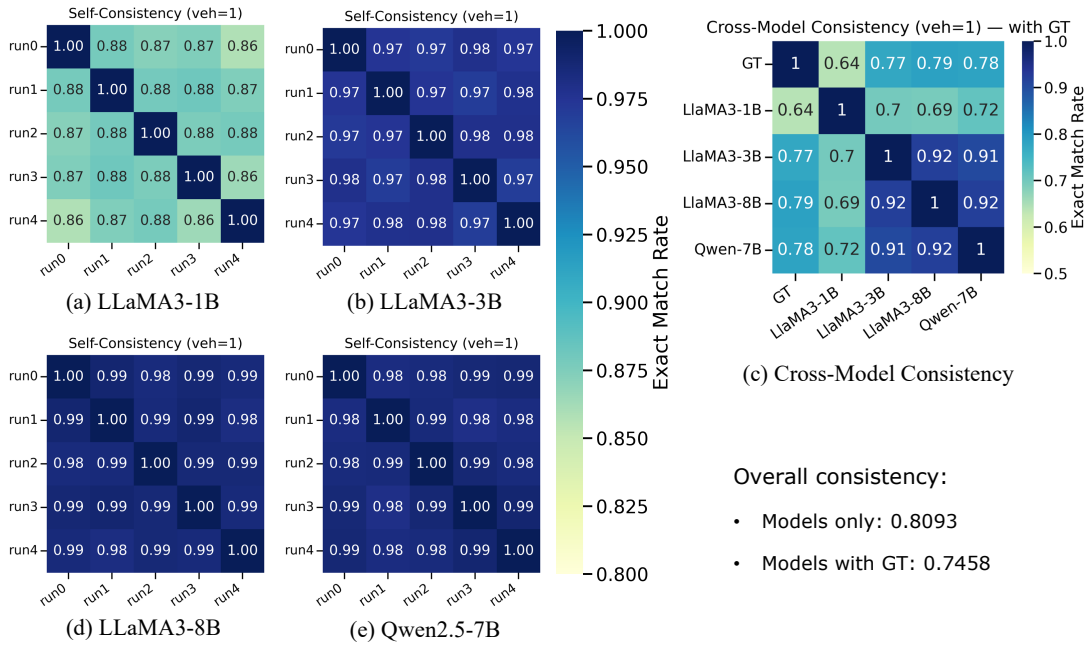 Self-Consistency (veh=1)
run0 1.00 0.88 0.87 0.87 0.86
run1 0.88 1.00 0.88 0.88 0.87
run2 0.87 0.88 1.00 0.88 0.88
run3 0.87 0.88 0.88 1.00 0.86
run4 0.86 0.87 0.88 0.86 1.00
run0 run1 run2 run3 run4
(a) LLaMA3-1B
Self-Consistency (veh=1)
run0 1.00 0.97 0.97 0.98 0.97
run1 0.97 1.00 0.97 0.97 0.98
run2 0.97 0.97 1.00 0.98 0.98
run3 0.98 0.97 0.98 1.00 0.97
run4 0.97 0.98 0.98 0.97 1.00
run0 run1 run2 run3 run4
(b) LLaMA3-3B
1.000
0.975
0.950
0.925
0.900
0.875
0.850
0.825
0.800
Exact Match Rate
Cross-Model Consistency (veh=1) — with GT
GT 1 0.64 0.77 0.79 0.78
LlaMA3-1B 0.64 1 0.7 0.69 0.72
LlaMA3-3B 0.77 0.7 1 0.92 0.91
LlaMA3-8B 0.79 0.69 0.92 1 0.92
Qwen-7B 0.78 0.72 0.91 0.92 1
GT LlaMA3-1B LlaMA3-3B LlaMA3-8B Qwen-7B
1.0
0.9
0.8
0.7
0.6
0.5
Exact Match Rate
(c) Cross-Model Consistency
Self-Consistency (veh=1)
run0 1.00 0.99 0.98 0.99 0.99
run1 0.99 1.00 0.99 0.99 0.98
run2 0.98 0.99 1.00 0.99 0.99
run3 0.99 0.99 0.99 1.00 0.99
run4 0.99 0.98 0.99 0.99 1.00
run0 run1 run2 run3 run4
(d) LLaMA3-8B
Self-Consistency (veh=1)
run0 1.00 0.98 0.98 0.99 0.99
run1 0.98 1.00 0.99 0.98 0.98
run2 0.98 0.99 1.00 0.99 0.98
run3 0.99 0.98 0.99 1.00 0.99
run4 0.99 0.98 0.98 0.99 1.00
run0 run1 run2 run3 run4
(e) Qwen2.5-7B
Overall consistency:
• Models only: 0.8093
• Models with GT: 0.7458